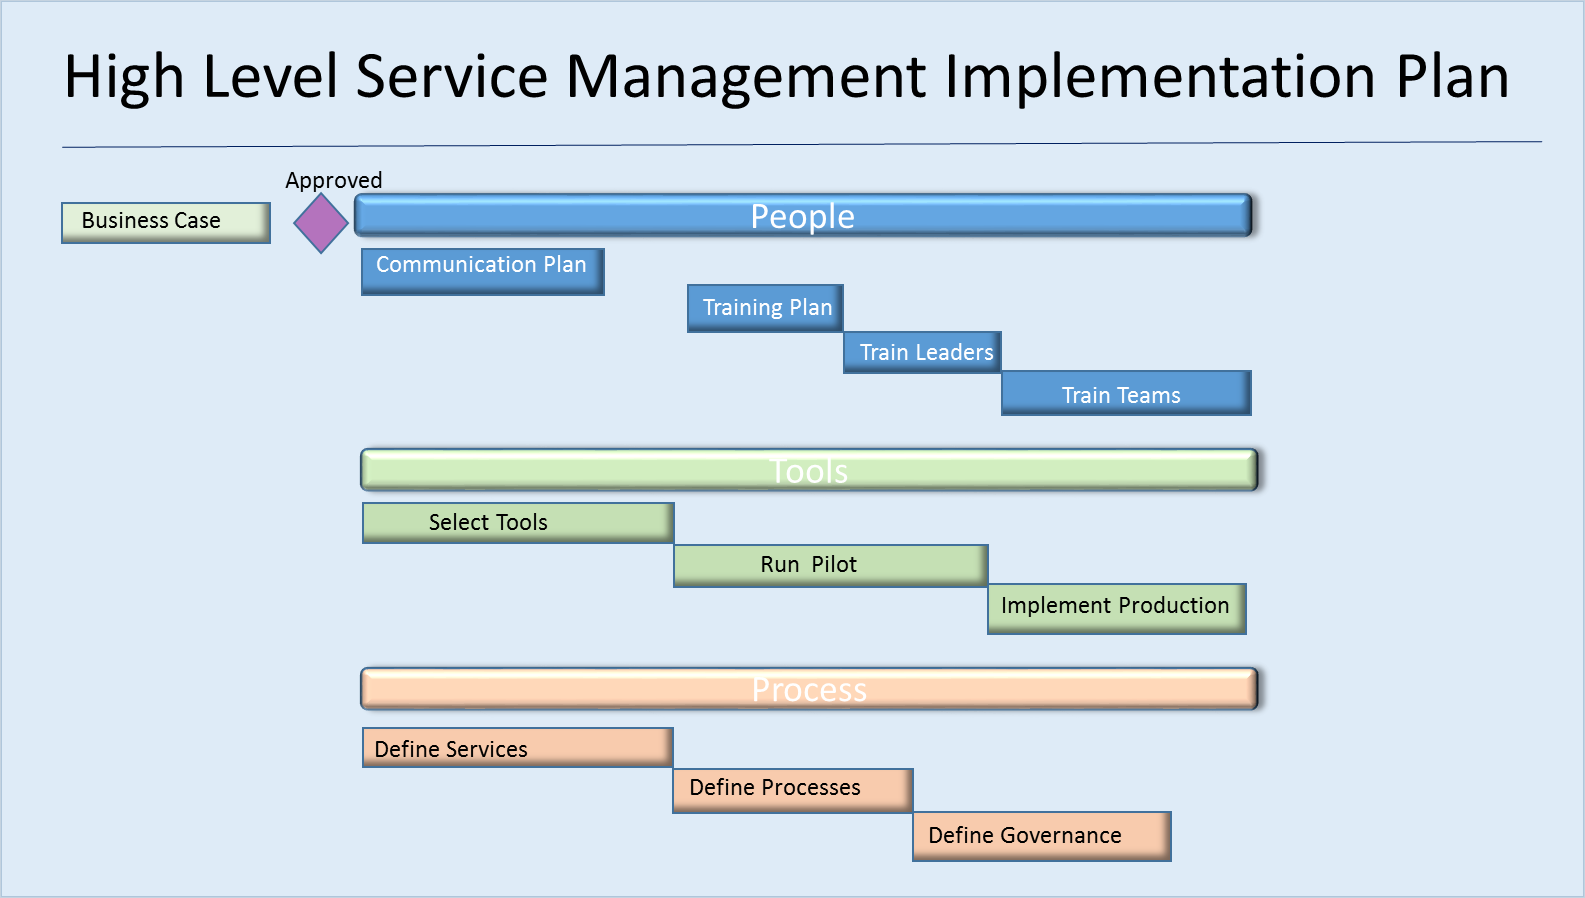 High Level Service Management Implementation Plan
Approved
Business Case
People
Communication Plan
Training Plan
Train Leaders
Train Teams
Tools
Select Tools
Run  Pilot
Implement Production
Process
Define Services
Define Processes
Define Governance